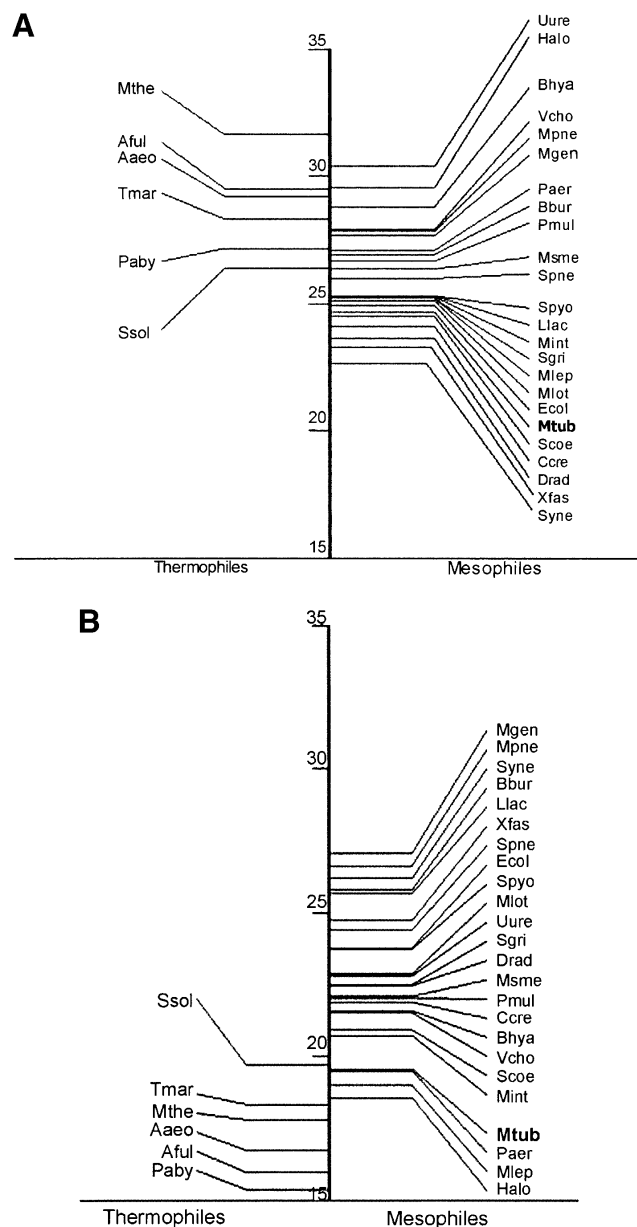 A
35
30
25
20
15
Mthe
Aful
Aaeo
Tmar
Paby
Ssol
Uure
Halo
Bhya
Vcho
Mpne
Mgen
Paer
Bbur
Pmul
Msme
Spne
Spyo
Llac
Mint
Sgri
Mlep
Mlot
Ecol
Mtub
Scoe
Ccre
Drad
Xfas
Syne
Thermophiles
Mesophiles
B
35
30
25
20
15
Ssol
Tmar
Mthe
Aaeo
Aful
Paby
Mgen
Mpne
Syne
Bbur
Llac
Xfas
Spne
Ecol
Spyo
Mlot
Uure
Sgri
Drad
Msme
Pmul
Ccre
Bhya
Vcho
Scoe
Mint
Mtub
Paer
Mlep
Halo
Thermophiles
Mesophiles